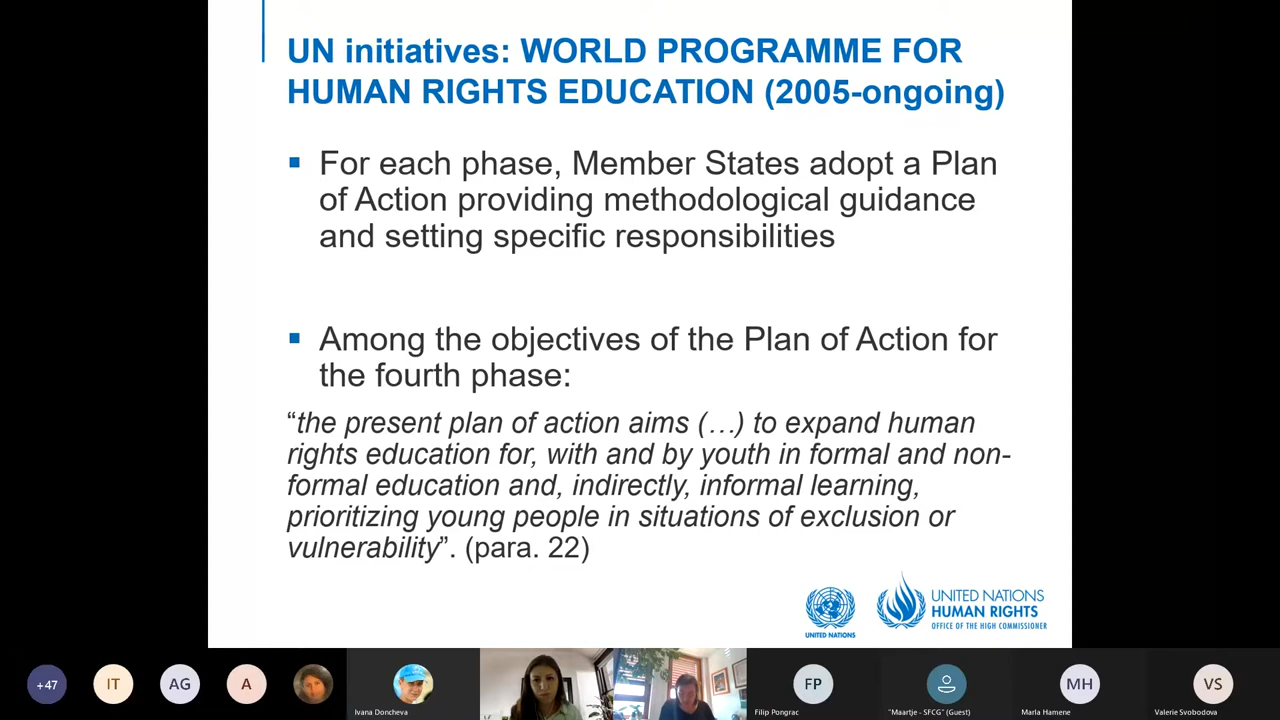 UN initiatives: WORLD PROGRAMME FOR
HUMAN RIGHTS EDUCATION (2005-ongoing)
For each phase, Member States adopt a Plan
of Action providing methodological guidance
and setting specific responsibilities
Among the objectives of the Plan of Action for
the fourth phase:
“the present plan of action aims (…) to expand human
rights education for, with and by youth in formal and non-
formal education and, indirectly, informal learning,
prioritizing young people in situations of exclusion or
vulnerability”. (para. 22)
UNITED NATIONS
UNITED NATIONS
HUMAN RIGHTS
OFFICE OF THE HIGH COMMISSIONER
+47
IT
AG
A
Ivana Doncheva
FP
Filip Pongrac
"Maartje - SFCG" (Guest)
MH
Marla Hamene
VS
Valerie Svobodova